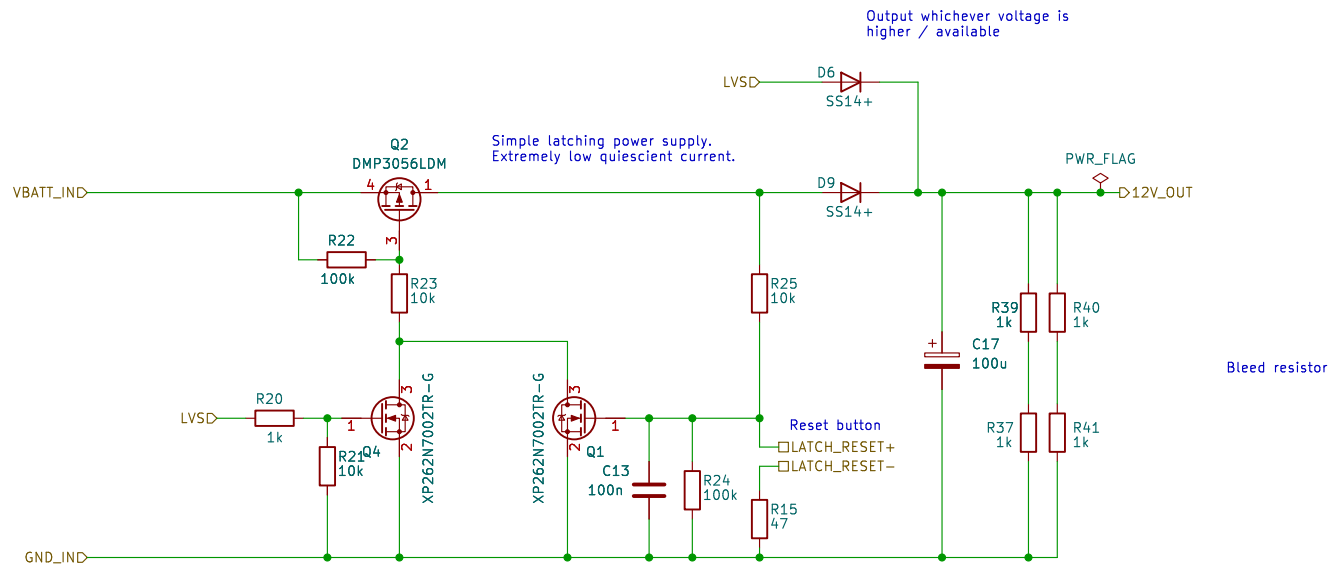 Output whichever voltage is
higher / available
LVS
D6
SS14+
Simple latching power supply.
Extremely low quiescient current.
Q2
DMP3056LDM
PWR_FLAG
VBATT_IN
4
1
D9
SS14+
12V_OUT
3
R22
100k
R23
10k
R25
10k
R39
1k
R40
1k
+
C17
100u
Bleed resistor
LVS
R20
1k
1
3
2
Q4
XP262N7002TR-G
R21
10k
XP262N7002TR-G
3
1
2
Q1
Reset button
LATCH_RESET+
LATCH_RESET-
C13
100n
R24
100k
R15
47
R37
1k
R41
1k
GND_IN